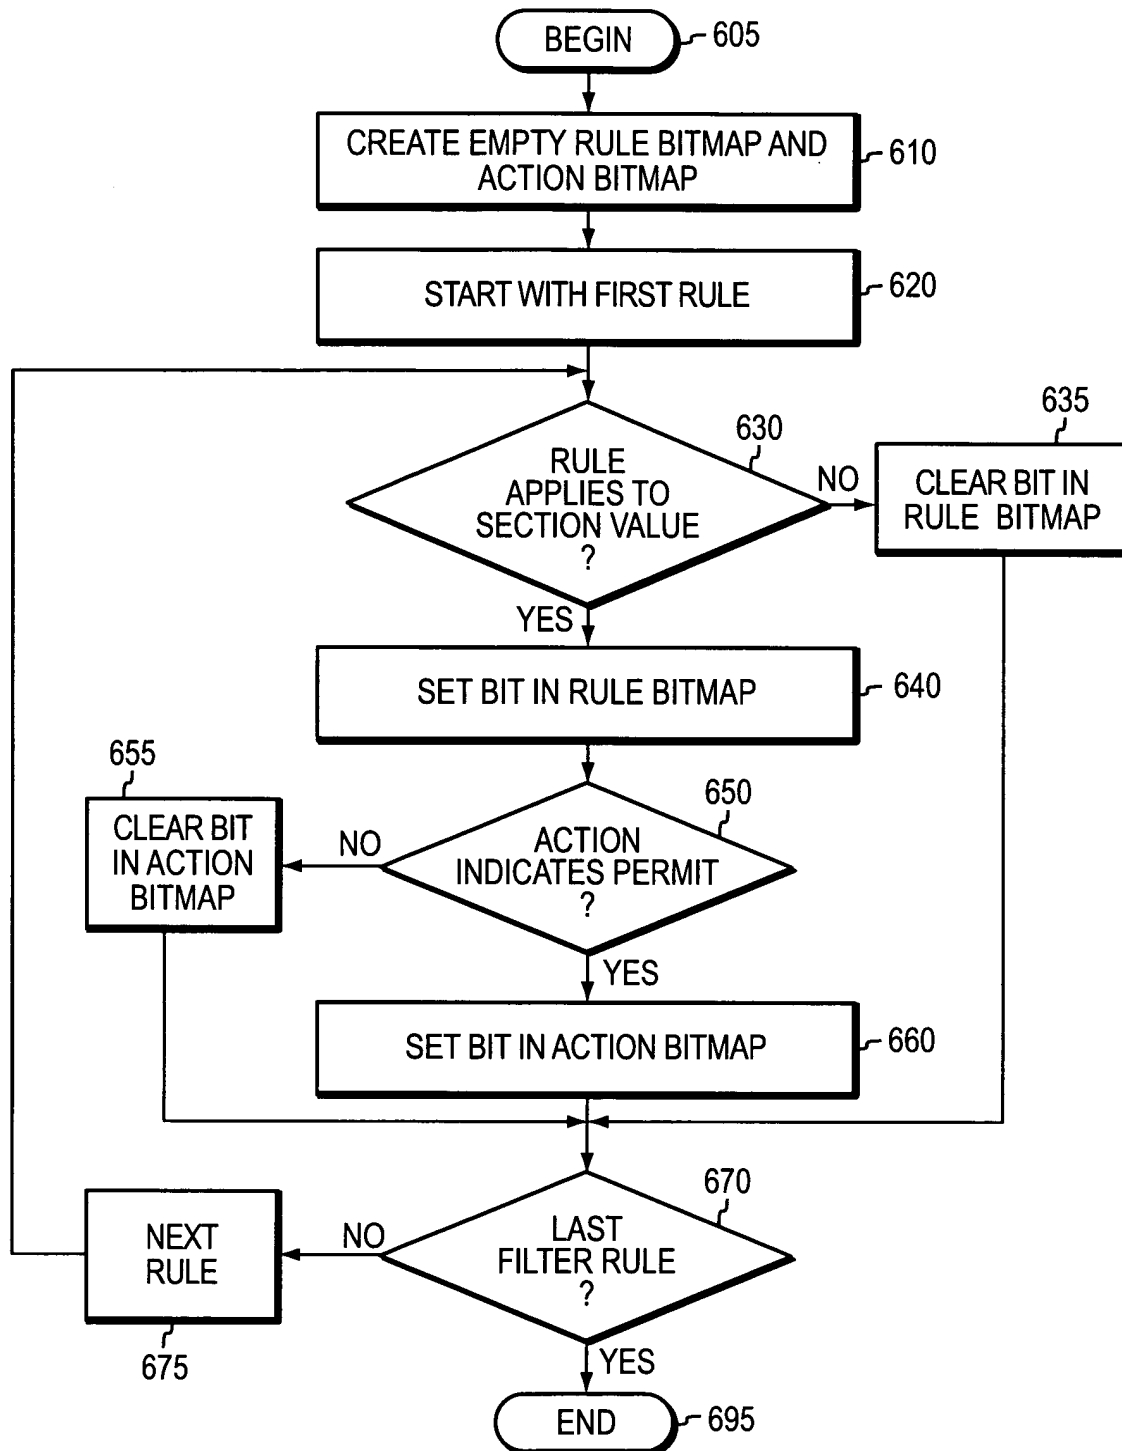 BEGIN
605
CREATE EMPTY RULE BITMAP AND
ACTION BITMAP
610
START WITH FIRST RULE
620
RULE
APPLIES TO
SECTION VALUE
?
630
NO
635
CLEAR BIT IN
RULE BITMAP
YES
SET BIT IN RULE BITMAP
640
655
CLEAR BIT
IN ACTION
BITMAP
NO
ACTION
INDICATES PERMIT
?
650
YES
SET BIT IN ACTION BITMAP
660
LAST
FILTER RULE
?
670
NO
NEXT
RULE
675
YES
END
695